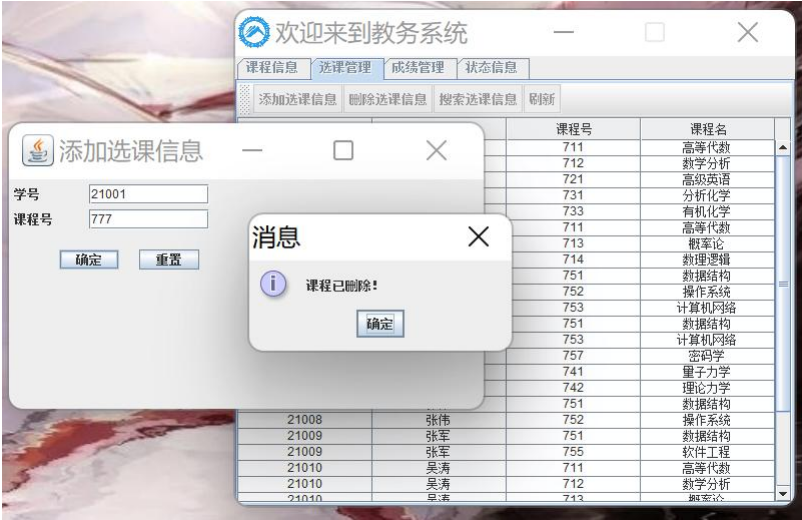 欢迎来到教务系统
课程信息 选课管理 成绩管理 状态信息
添加选课信息 删除选课信息 搜索选课信息 刷新
课程号 课程名
711 高等代数
712 数学分析
721 高级英语
731 分析化学
733 有机化学
711 高等代数
713 概率论
714 数理逻辑
751 数据结构
752 操作系统
753 计算机网络
751 数据结构
753 计算机网络
757 密码学
741 量子力学
742 理论力学
751 数据结构
21008 张伟 752 操作系统
21009 张军 751 数据结构
21009 张军 755 软件工程
21010 吴涛 711 高等代数
21010 吴涛 712 数学分析
21010 吴涛 713 概率论
添加选课信息
学号 21001
课程号 777
确定 重置
消息
课程已删除!
确定